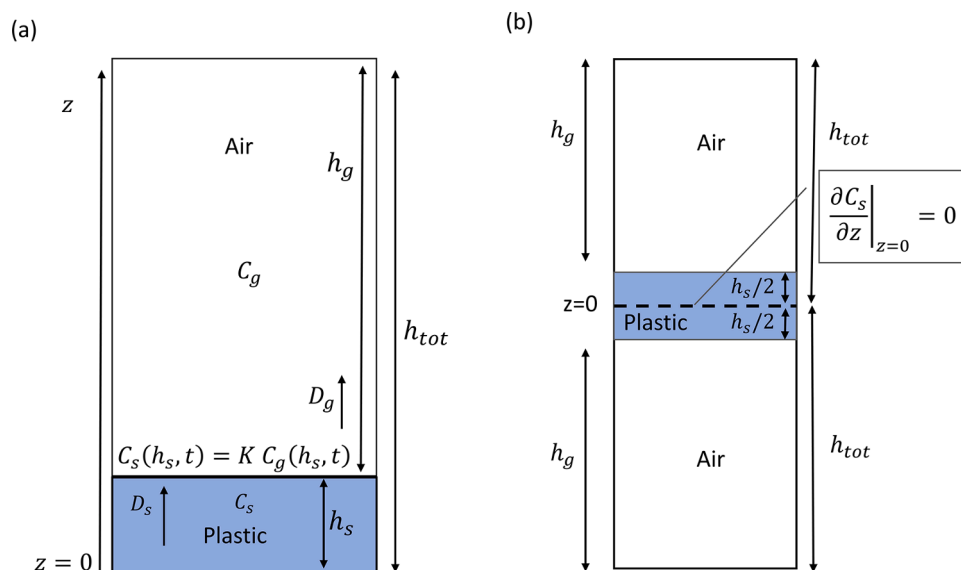 (a)
z
Air
h_g
C_g
h_tot
D_g
C_s(h_s, t) = K C_g(h_s, t)
D_s
C_s
Plastic
h_s
z = 0
(b)
h_g
Air
h_tot
∂C_s/∂z|_{z=0} = 0
h_s/2
z=0
Plastic
h_s/2
h_g
Air
h_tot